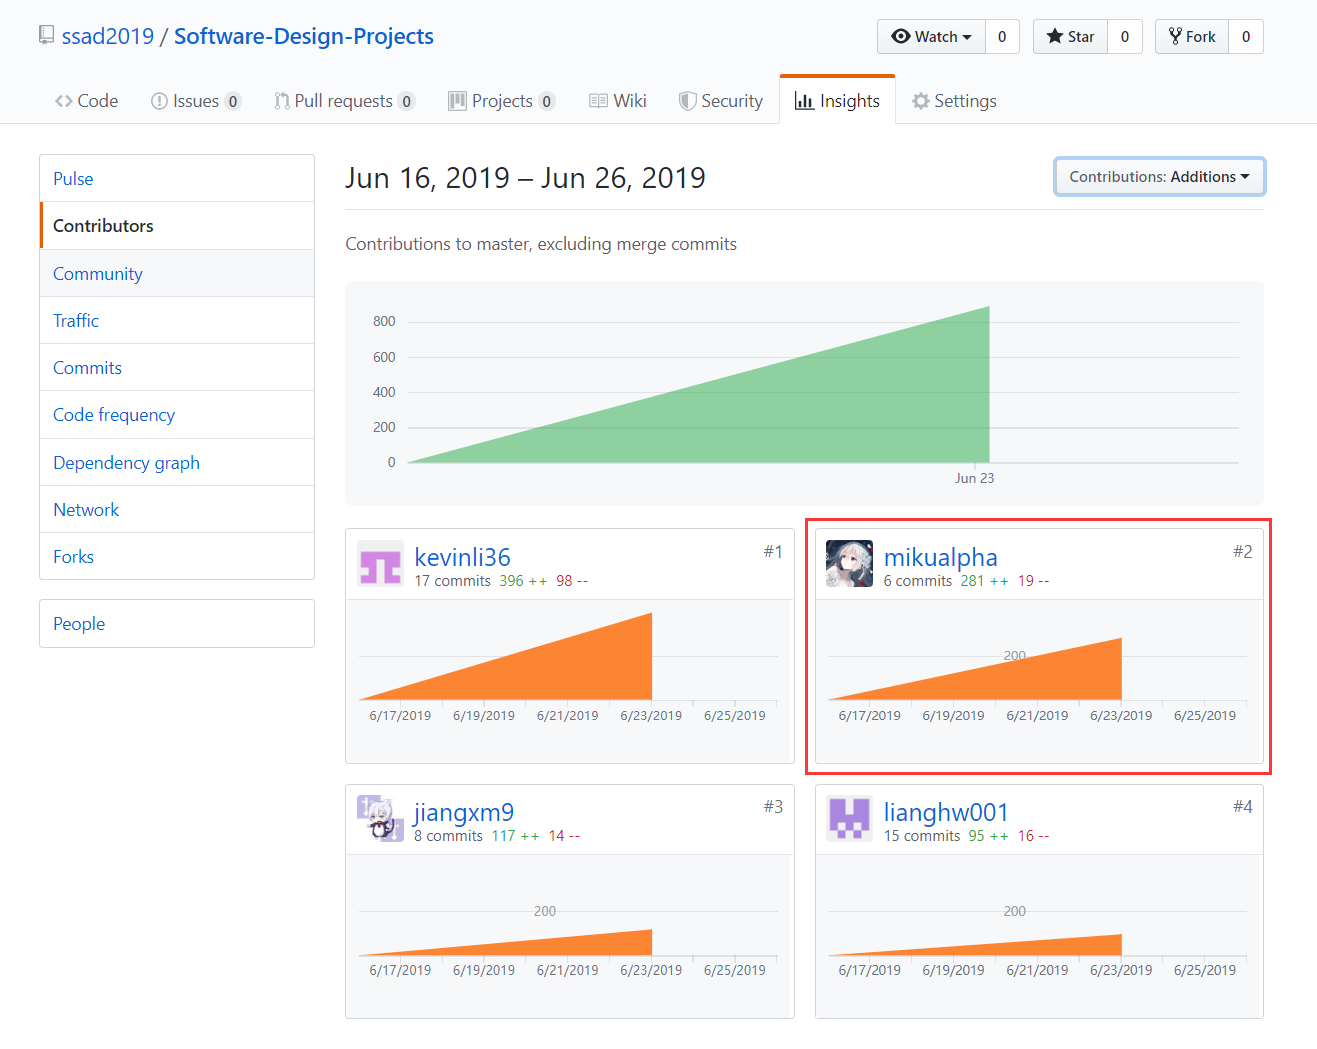 ssad2019 / Software-Design-Projects
Watch 0 Star 0 Fork 0
Code Issues 0 Pull requests 0 Projects 0 Wiki Security Insights Settings
Pulse
Contributors
Community
Traffic
Commits
Code frequency
Dependency graph
Network
Forks
People
Jun 16, 2019 – Jun 26, 2019
Contributions: Additions
Contributions to master, excluding merge commits
800
600
400
200
0
Jun 23
kevinli36 #1
17 commits 396 ++ 98 --
6/17/2019 6/19/2019 6/21/2019 6/23/2019 6/25/2019
mikualpha #2
6 commits 281 ++ 19 --
200
6/17/2019 6/19/2019 6/21/2019 6/23/2019 6/25/2019
jiangxm9 #3
8 commits 117 ++ 14 --
200
6/17/2019 6/19/2019 6/21/2019 6/23/2019 6/25/2019
lianghw001 #4
15 commits 95 ++ 16 --
200
6/17/2019 6/19/2019 6/21/2019 6/23/2019 6/25/2019